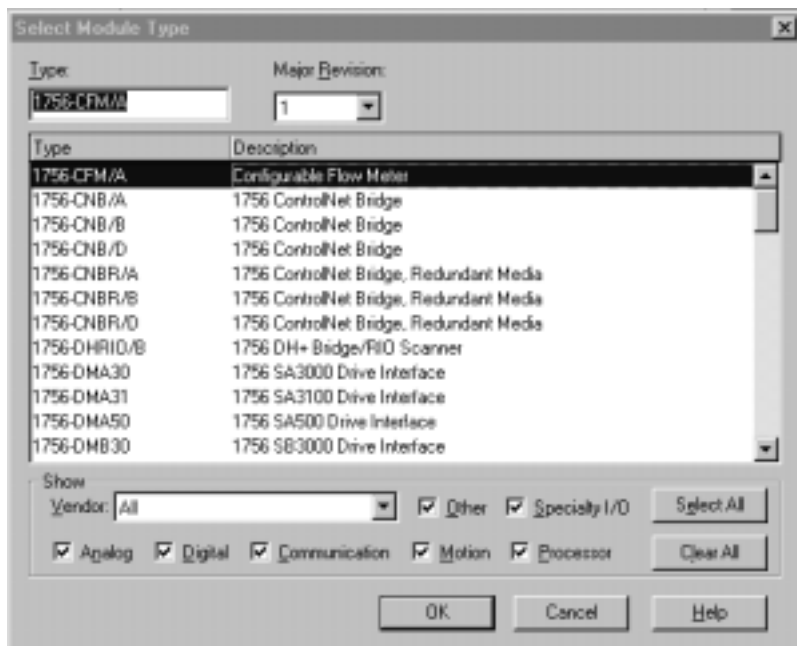 Select Module Type
Type:
Major Revision:
1756-CFM/A
1
Type Description
1756-CFM/A Configurable Flow Meter
1756-CNB/A 1756 ControlNet Bridge
1756-CNB/B 1756 ControlNet Bridge
1756-CNB/D 1756 ControlNet Bridge
1756-CNBR/A 1756 ControlNet Bridge, Redundant Media
1756-CNBR/B 1756 ControlNet Bridge, Redundant Media
1756-CNBR/D 1756 ControlNet Bridge, Redundant Media
1756-DHRIO/B 1756 DH+ Bridge/RIO Scanner
1756-DMA30 1756 SA3000 Drive Interface
1756-DMA31 1756 SA3100 Drive Interface
1756-DMA50 1756 SA500 Drive Interface
1756-DMB30 1756 SB3000 Drive Interface
Show
Vendor: All Other Specialty I/O Select All
Analog Digital Communication Motion Processor Clear All
OK Cancel Help